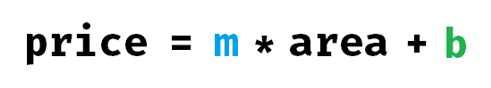 price = m * area + b